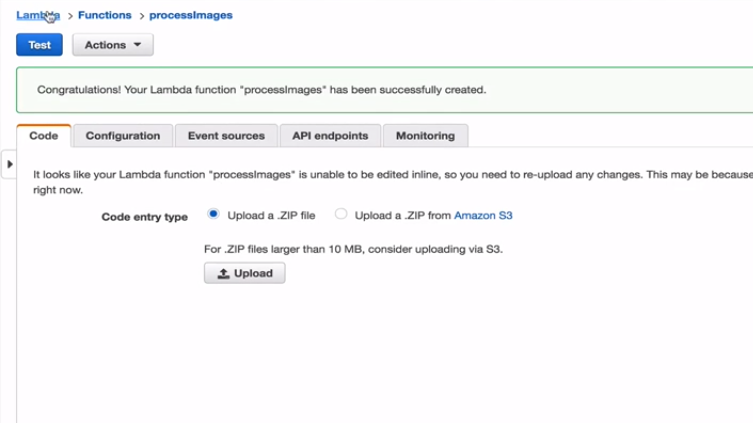 Lambda > Functions > processImages
Test Actions
Congratulations! Your Lambda function "processImages" has been successfully created.
Code Configuration Event sources API endpoints Monitoring
It looks like your Lambda function "processImages" is unable to be edited inline, so you need to re-upload any changes. This may be because
right now.
Code entry type Upload a .ZIP file Upload a .ZIP from Amazon S3
For .ZIP files larger than 10 MB, consider uploading via S3.
Upload